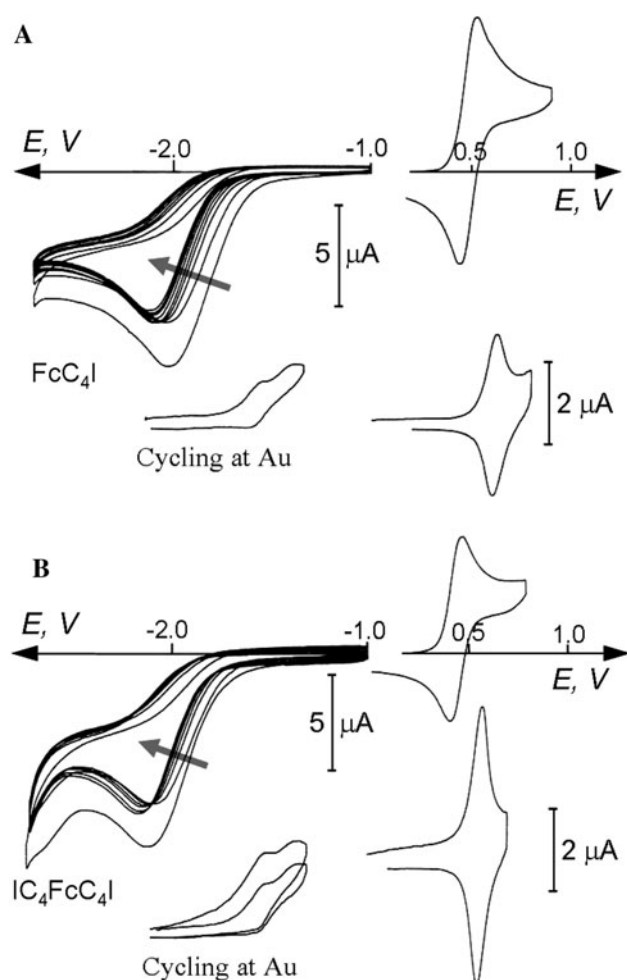 A
E, V
-2.0
-1.0
0.5
1.0
E, V
5 μA
FcC₄I
Cycling at Au
2 μA
B
E, V
-2.0
-1.0
0.5
1.0
E, V
5 μA
IC₄FcC₄I
Cycling at Au
2 μA